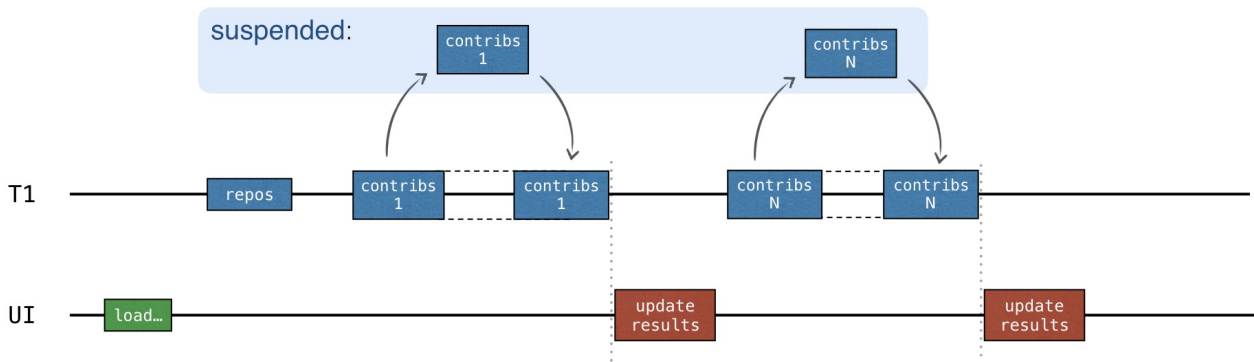 suspended:
contribs
1
contribs
N
T1
repos
contribs
1
contribs
1
contribs
N
contribs
N
UI
load…
update
results
update
results